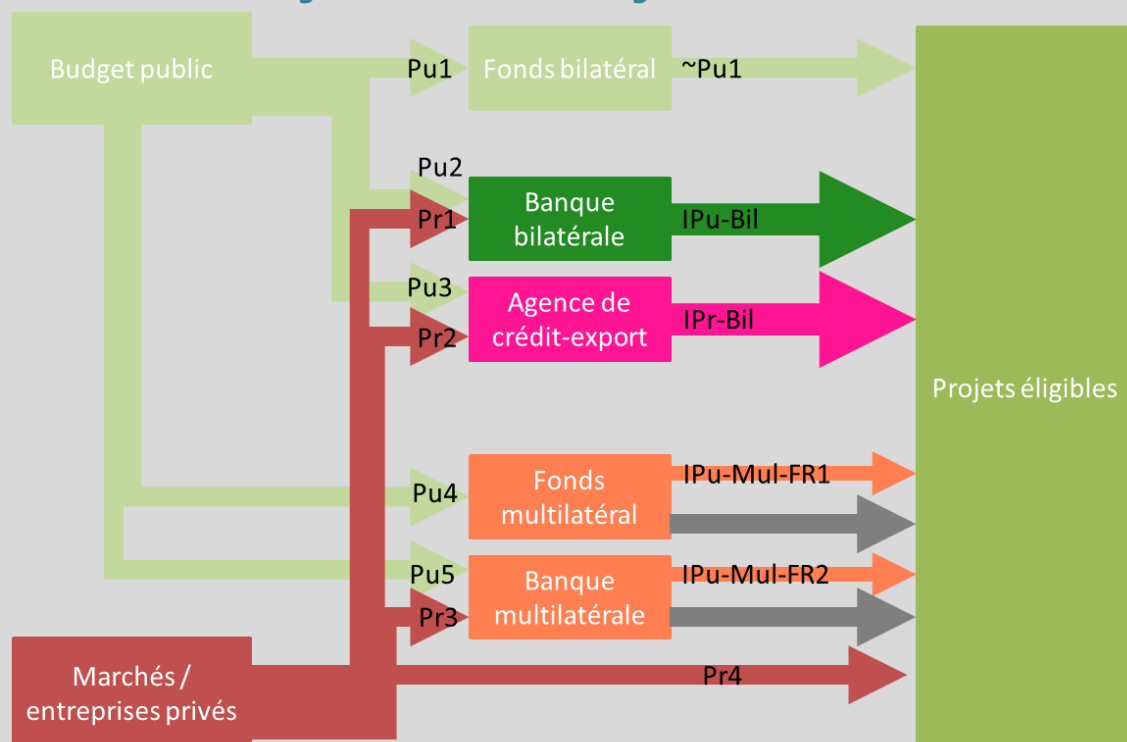 Budget public
Pu1
Fonds bilatéral
~Pu1
Pu2
Pr1
Banque
bilatérale
IPu-Bil
Pu3
Pr2
Agence de
crédit-export
IPr-Bil
Projets éligibles
Pu4
Fonds
multilatéral
IPu-Mul-FR1
Pu5
Pr3
Banque
multilatérale
IPu-Mul-FR2
Marchés /
entreprises privés
Pr4